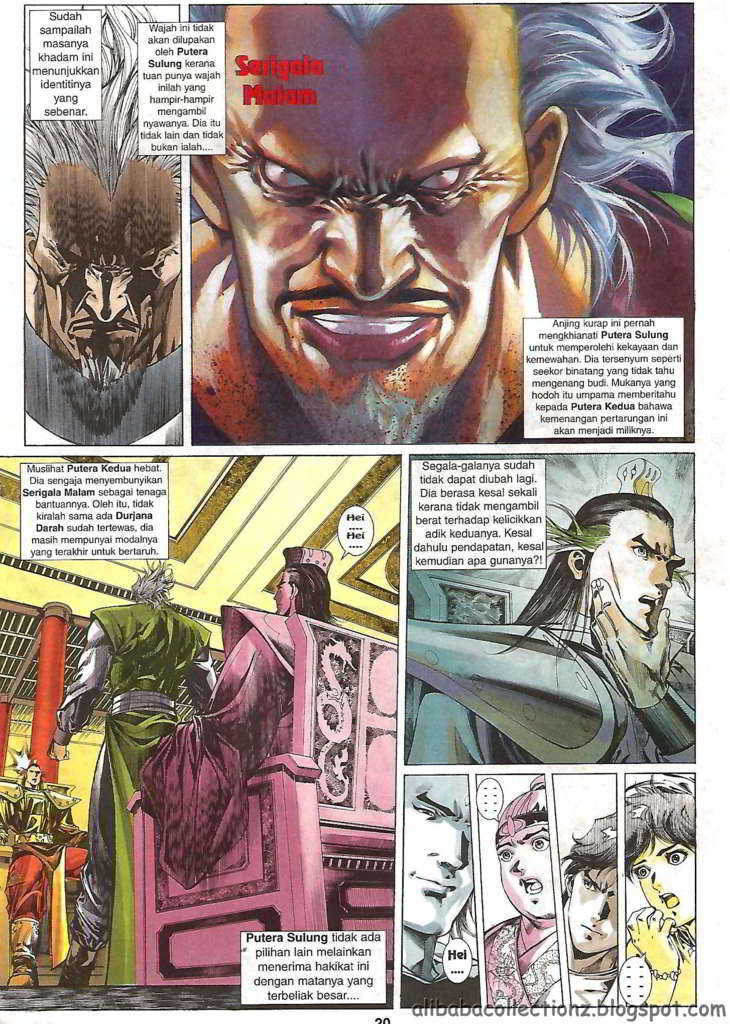 Sudah
sampailah
masanya
khadam ini
menunjukkan
identitinya
yang
sebenar.
Wajah ini tidak
akan dilupakan
oleh Putera
Sulung kerana
tuan punya wajah
inilah yang
hampir-hampir
mengambil
nyawanya. Dia itu
tidak lain dan tidak
bukan ialah....
Serigala
Malam
Anjing kurap ini pernah
mengkhianati Putera Sulung
untuk memperolehi kekayaan dan
kemewahan. Dia tersenyum seperti
seekor binatang yang tidak tahu
mengenang budi. Mukanya yang
hodoh itu umpama memberitahu
kepada Putera Kedua bahawa
kemenangan pertarungan ini
akan menjadi miliknya.
Muslihat Putera Kedua hebat.
Dia sengaja menyembunyikan
Serigala Malam sebagai tenaga
bantuannya. Oleh itu, tidak
kiralah sama ada Durjana
Darah sudah tertewas, dia
masih mempunyai modalnya
yang terakhir untuk bertaruh.
Hei
....
Hei
....
Segala-galanya sudah
tidak dapat diubah lagi.
Dia berasa kesal sekali
kerana tidak mengambil
berat terhadap kelicikkan
adik keduanya. Kesal
dahulu pendapatan, kesal
kemudian apa gunanya?!
Putera Sulung tidak ada
pilihan lain melainkan
menerima hakikat ini
dengan matanya yang
terbeliak besar....
Hei
....
20
alibabacollectionz.blogspot.com